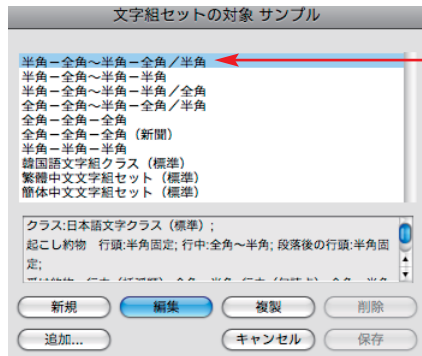 文字組セットの対象 サンプル
半角－全角～半角－全角／半角
半角－全角～半角－半角
半角－全角～半角－半角／全角
全角－全角～半角－全角／半角
全角－全角－全角
全角－全角－全角（新聞）
半角－半角－半角
韓国語文字組クラス（標準）
繁體中文文字組セット（標準）
簡体中文文字組セット（標準）
クラス:日本語文字クラス（標準）;
起こし約物　行頭:半角固定; 行中:全角～半角; 段落後の行頭:半角固
定;
新規
編集
複製
削除
追加...
キャンセル
保存